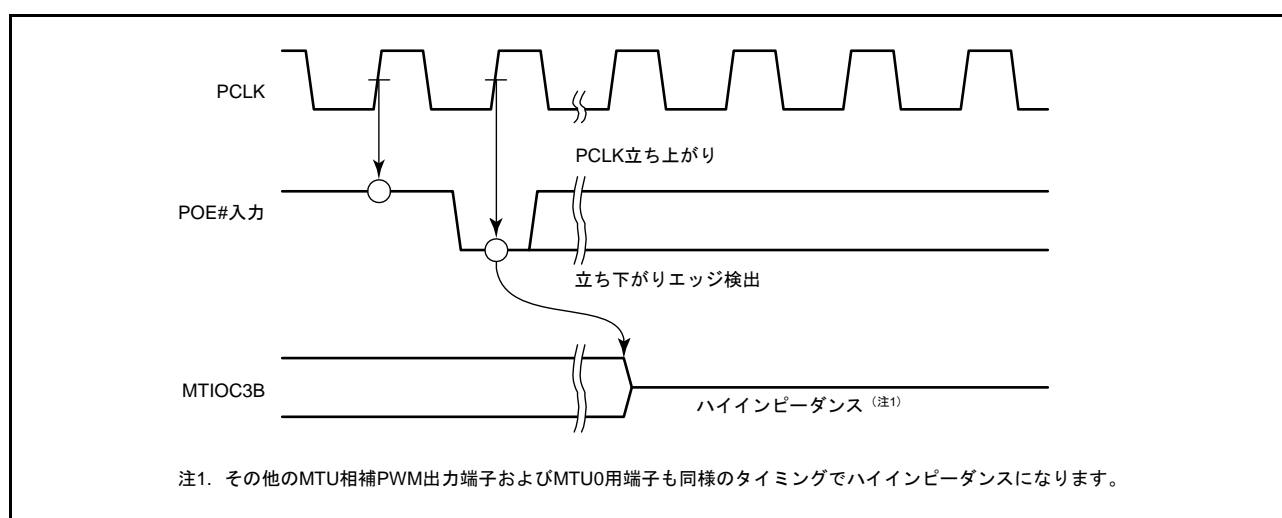 PCLK
PCLK立ち上がり
POE#入力
立ち下がりエッジ検出
MTIOC3B
ハイインピーダンス（注1）
注1. その他のMTU相補PWM出力端子およびMTU0用端子も同様のタイミングでハイインピーダンスになります。